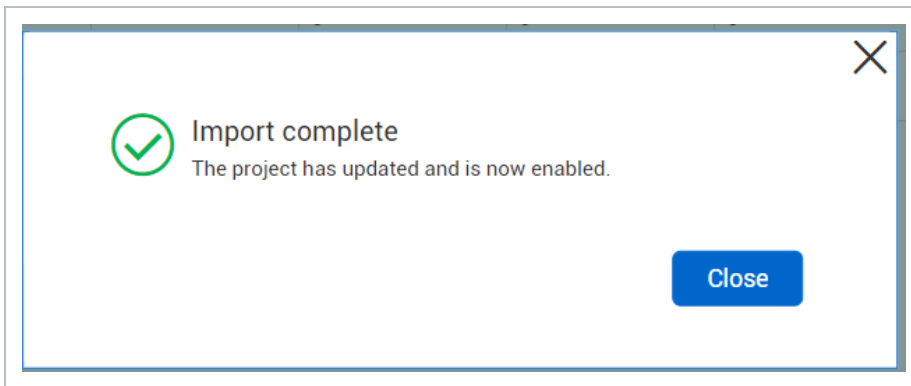 Import complete
The project has updated and is now enabled.
Close